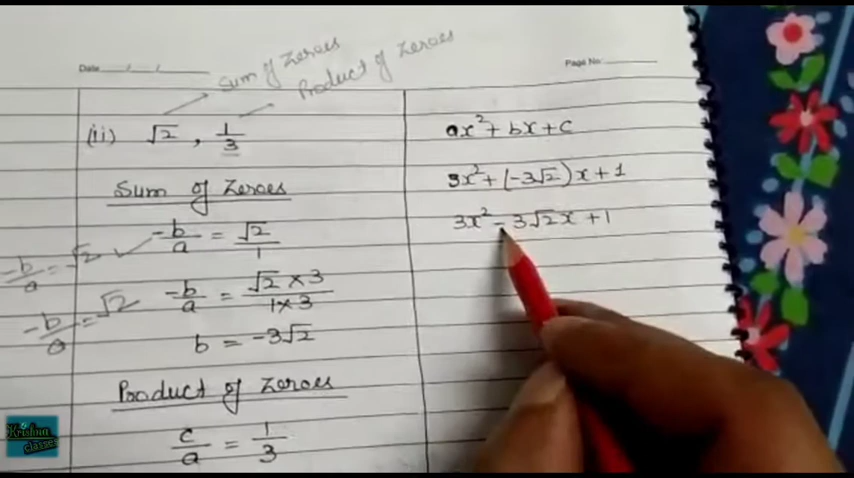 Date / /
Sum of Zeroes
Product of Zeroes
Page No:
(ii) √2 , 1/3
Sum of Zeroes
-b/a = √2/1
-b/a = √2
-b/a = √2×3/1×3
-b/a = √2
b = -3√2
Product of Zeroes
c/a = 1/3
ax² + bx + c
3x² + (-3√2)x + 1
3x² - 3√2x + 1
Krishna
classes